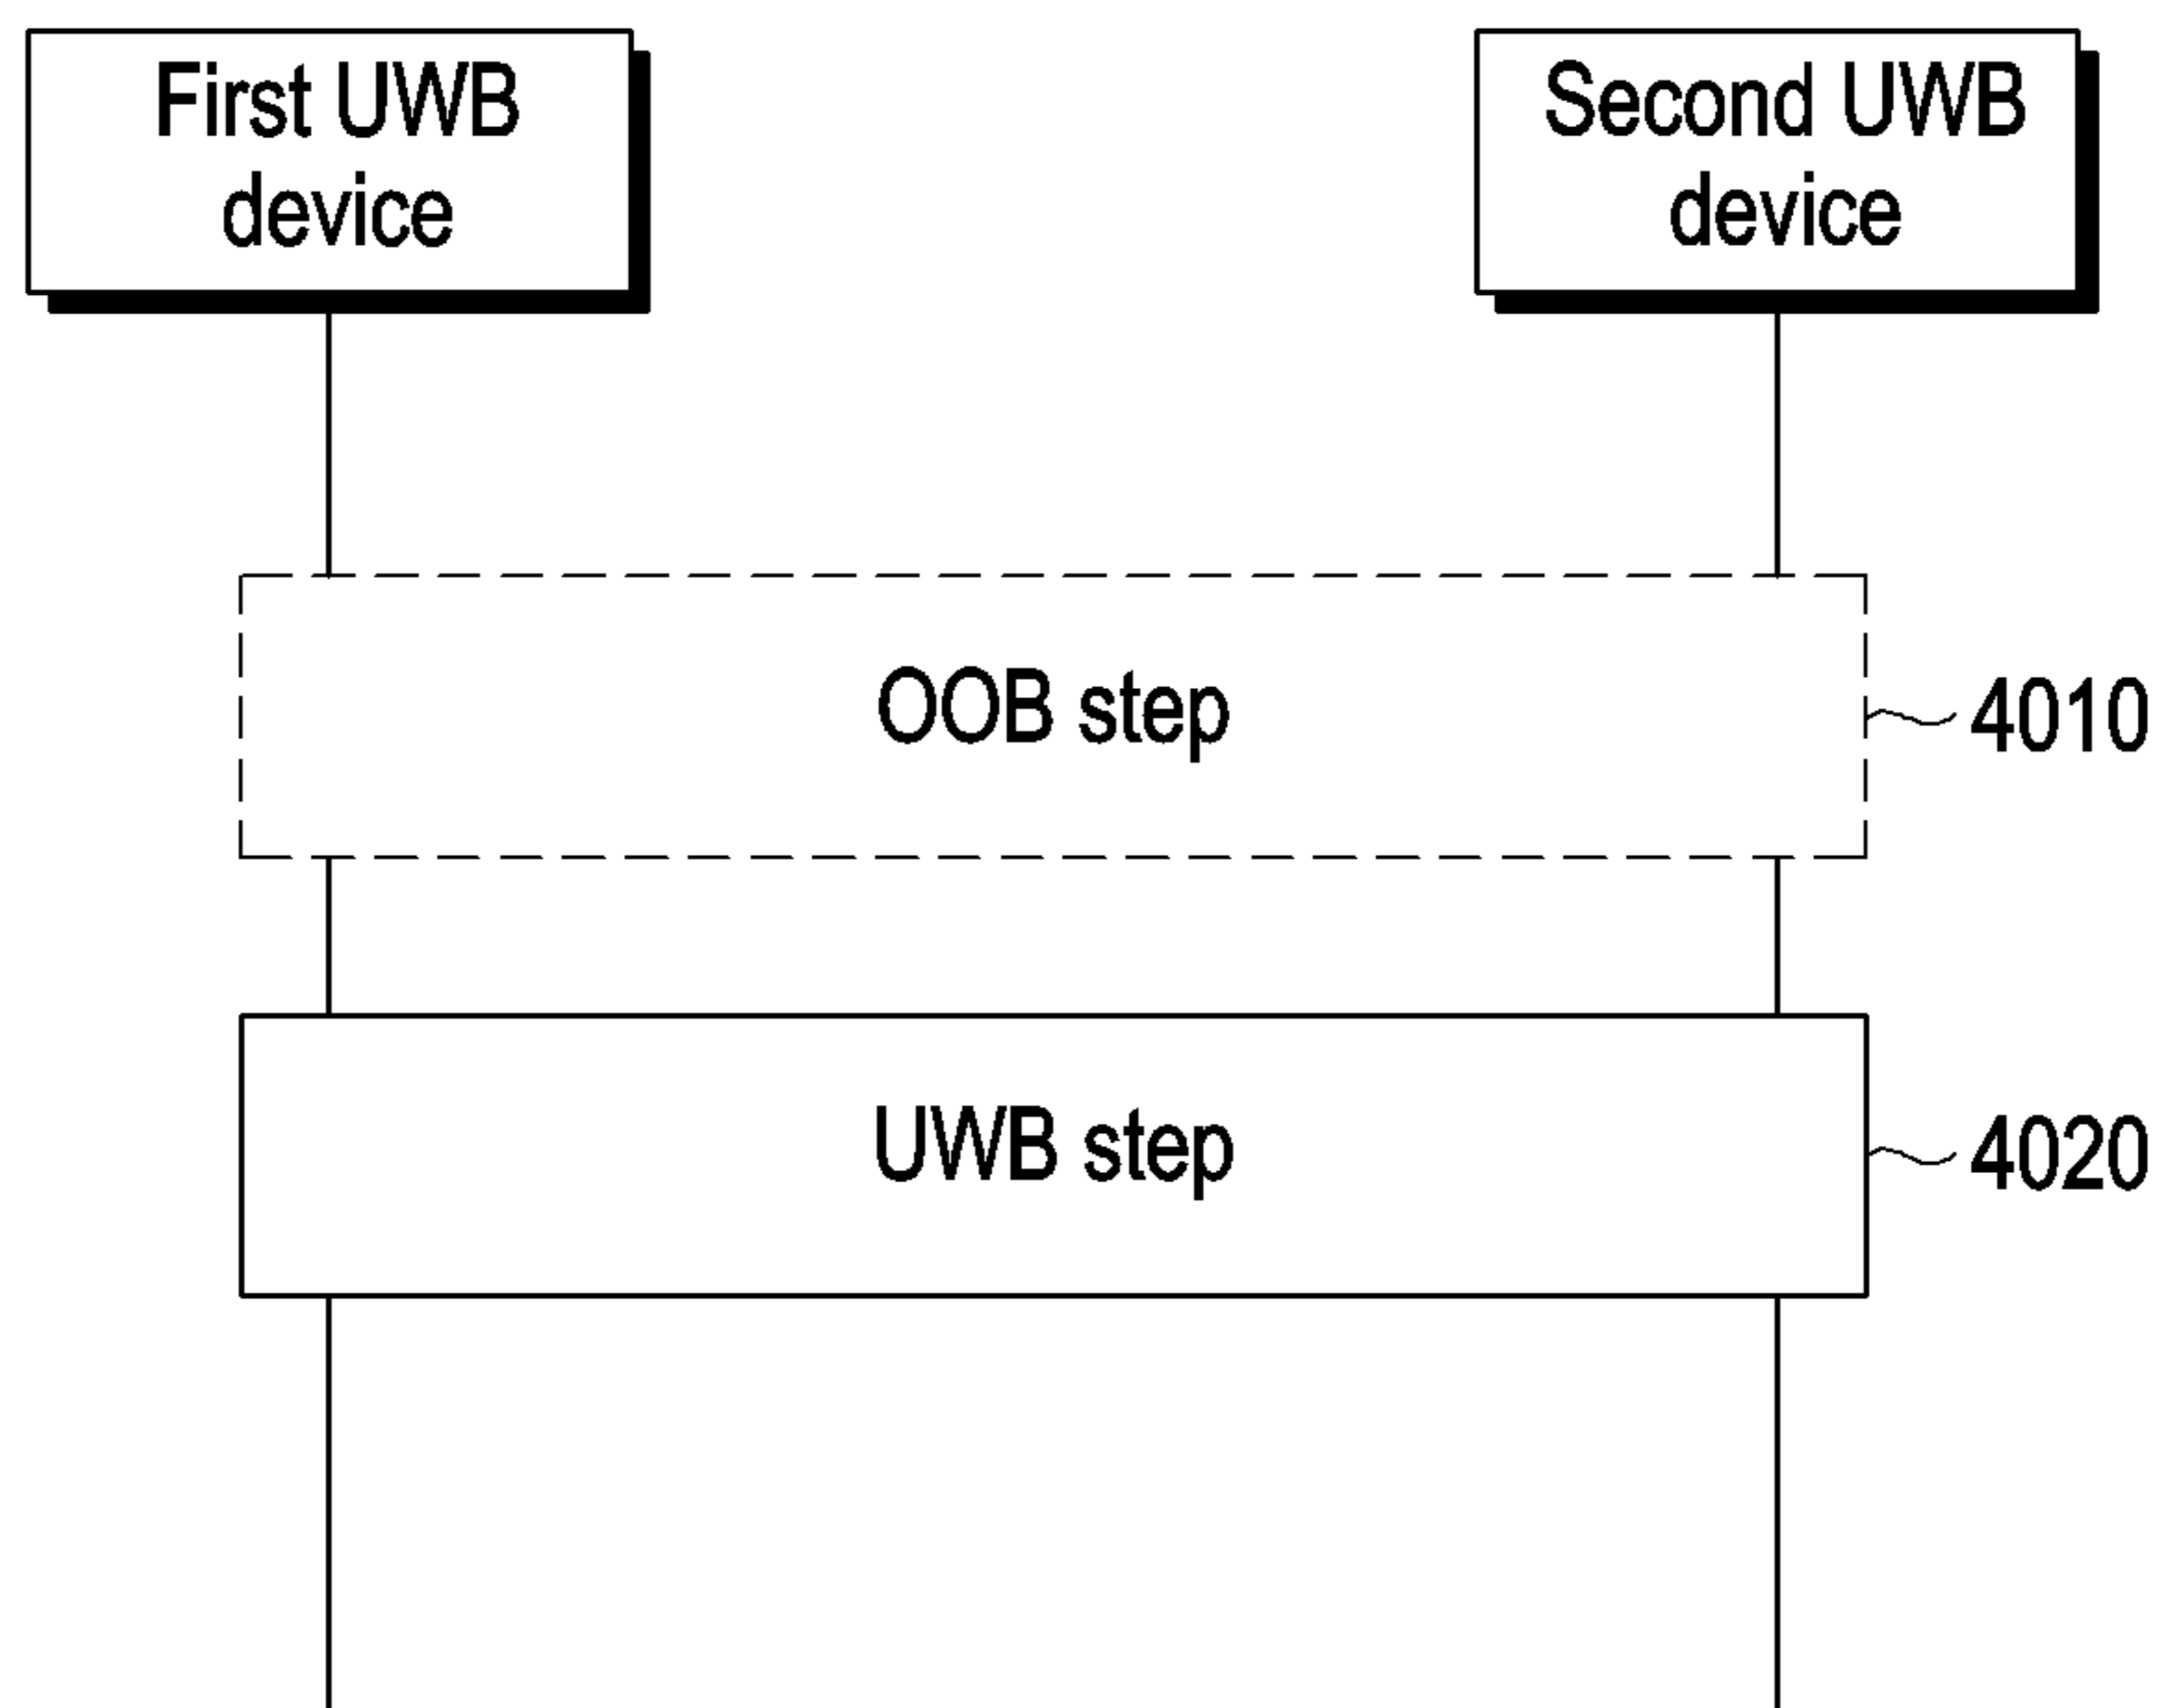 First UWB
device
Second UWB
device
OOB step
4010
UWB step
4020